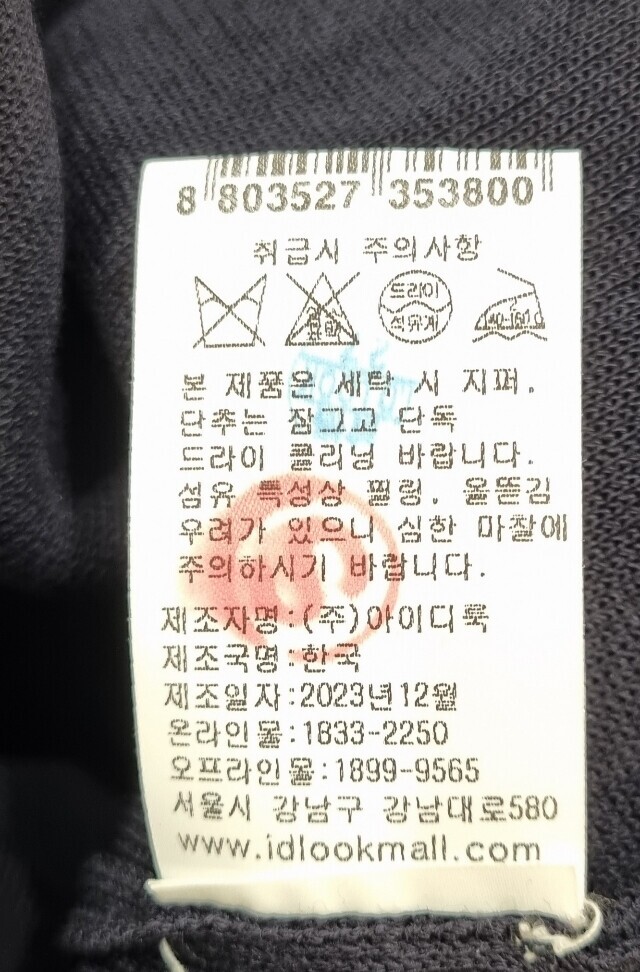 8 803527 353800
취급시 주의사항
드라이
석유계
본 제품은 세탁 시 지퍼,
단추는 잠그고 단독
드라이 클리닝 바랍니다.
섬유 특성상 필링, 올뜯김
우려가 있으니 심한 마찰에
주의하시기 바랍니다.
제조자명:(주)아이디룩
제조국명:한국
제조일자:2023년12월
온라인몰:1833-2250
오프라인몰:1899-9565
서울시 강남구 강남대로580
www.idlookmall.com